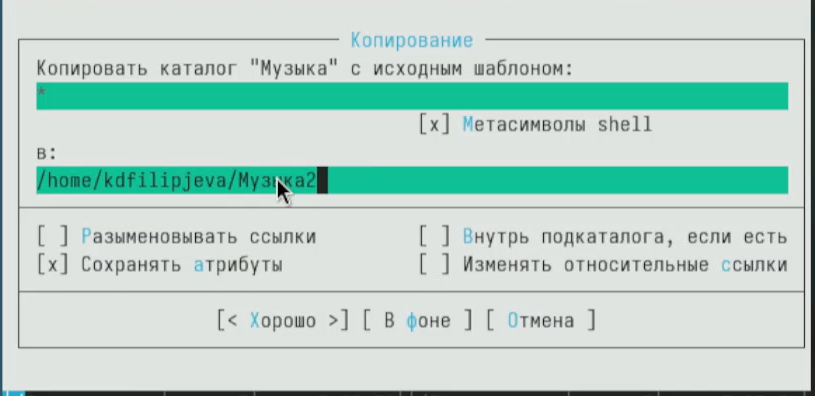 Копирование
Копировать каталог "Музыка" с исходным шаблоном:
*
[x] Метасимволы shell
в:
/home/kdfilipjeva/Музыка2
[ ] Разыменовывать ссылки [ ] Внутрь подкаталога, если есть
[x] Сохранять атрибуты [ ] Изменять относительные ссылки
[< Хорошо >] [ В фоне ] [ Отмена ]